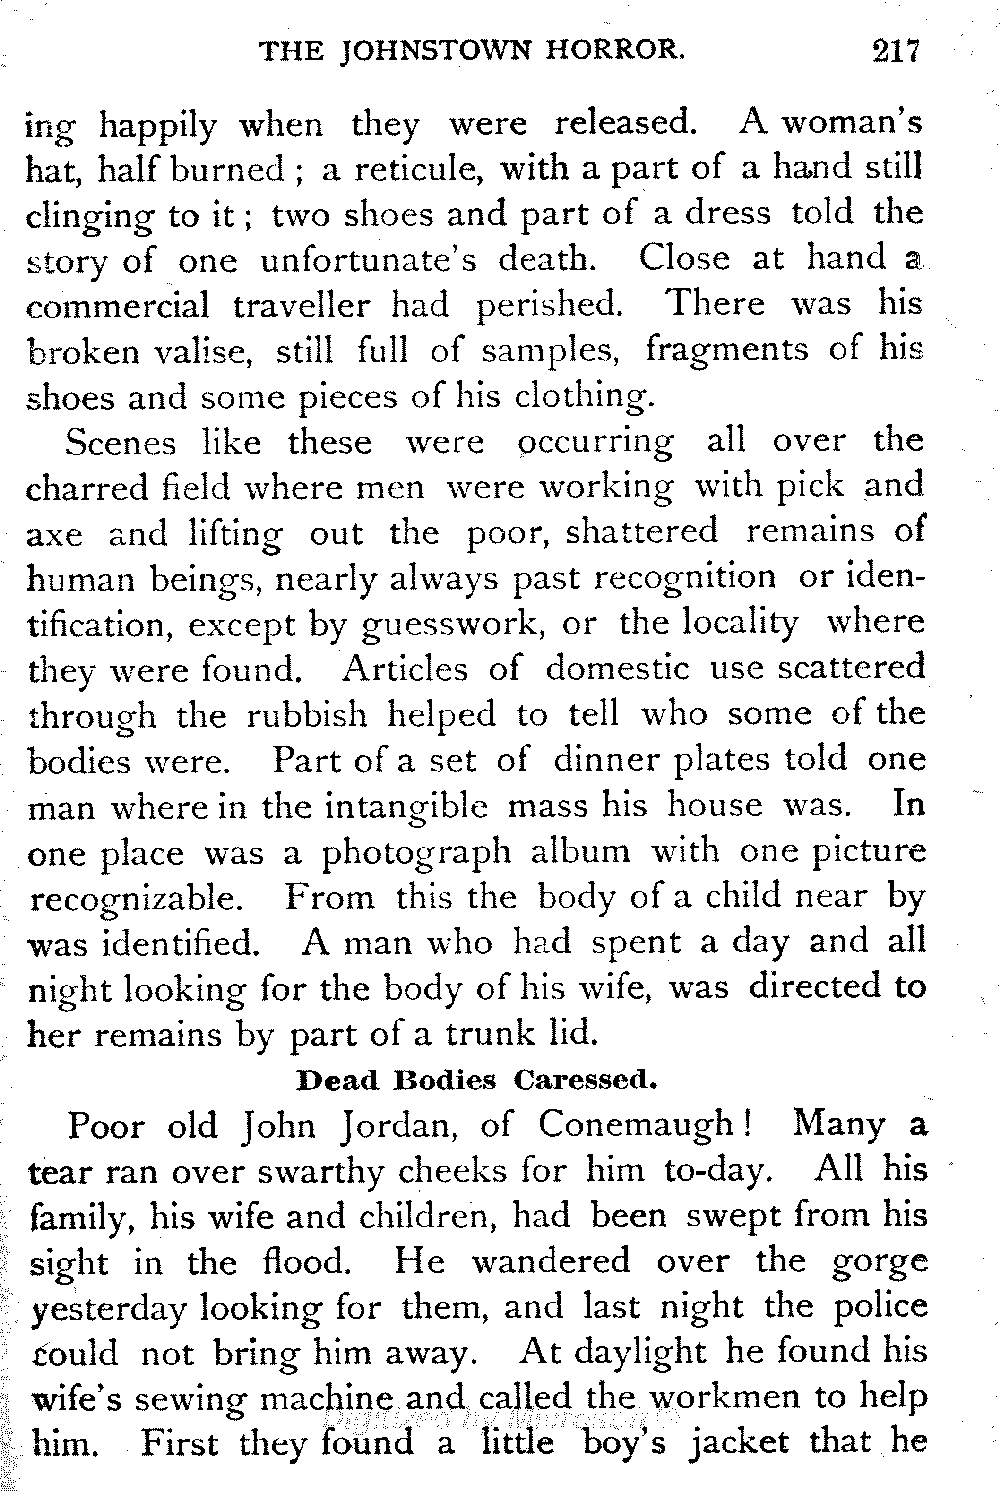 THE JOHNSTOWN HORROR. 217
ing happily when they were released. A woman's
hat, half burned ; a reticule, with a part of a hand still
clinging to it ; two shoes and part of a dress told the
story of one unfortunate's death. Close at hand a
commercial traveller had perished. There was his
broken valise, still full of samples, fragments of his
shoes and some pieces of his clothing.
Scenes like these were occurring all over the
charred field where men were working with pick and
axe and lifting out the poor, shattered remains of
human beings, nearly always past recognition or iden-
tification, except by guesswork, or the locality where
they were found. Articles of domestic use scattered
through the rubbish helped to tell who some of the
bodies were. Part of a set of dinner plates told one
man where in the intangible mass his house was. In
one place was a photograph album with one picture
recognizable. From this the body of a child near by
was identified. A man who had spent a day and all
night looking for the body of his wife, was directed to
her remains by part of a trunk lid.
Dead Bodies Caressed.
Poor old John Jordan, of Conemaugh ! Many a
tear ran over swarthy cheeks for him to-day. All his
family, his wife and children, had been swept from his
sight in the flood. He wandered over the gorge
yesterday looking for them, and last night the police
could not bring him away. At daylight he found his
wife's sewing machine and called the workmen to help
him. First they found a little boy's jacket that he